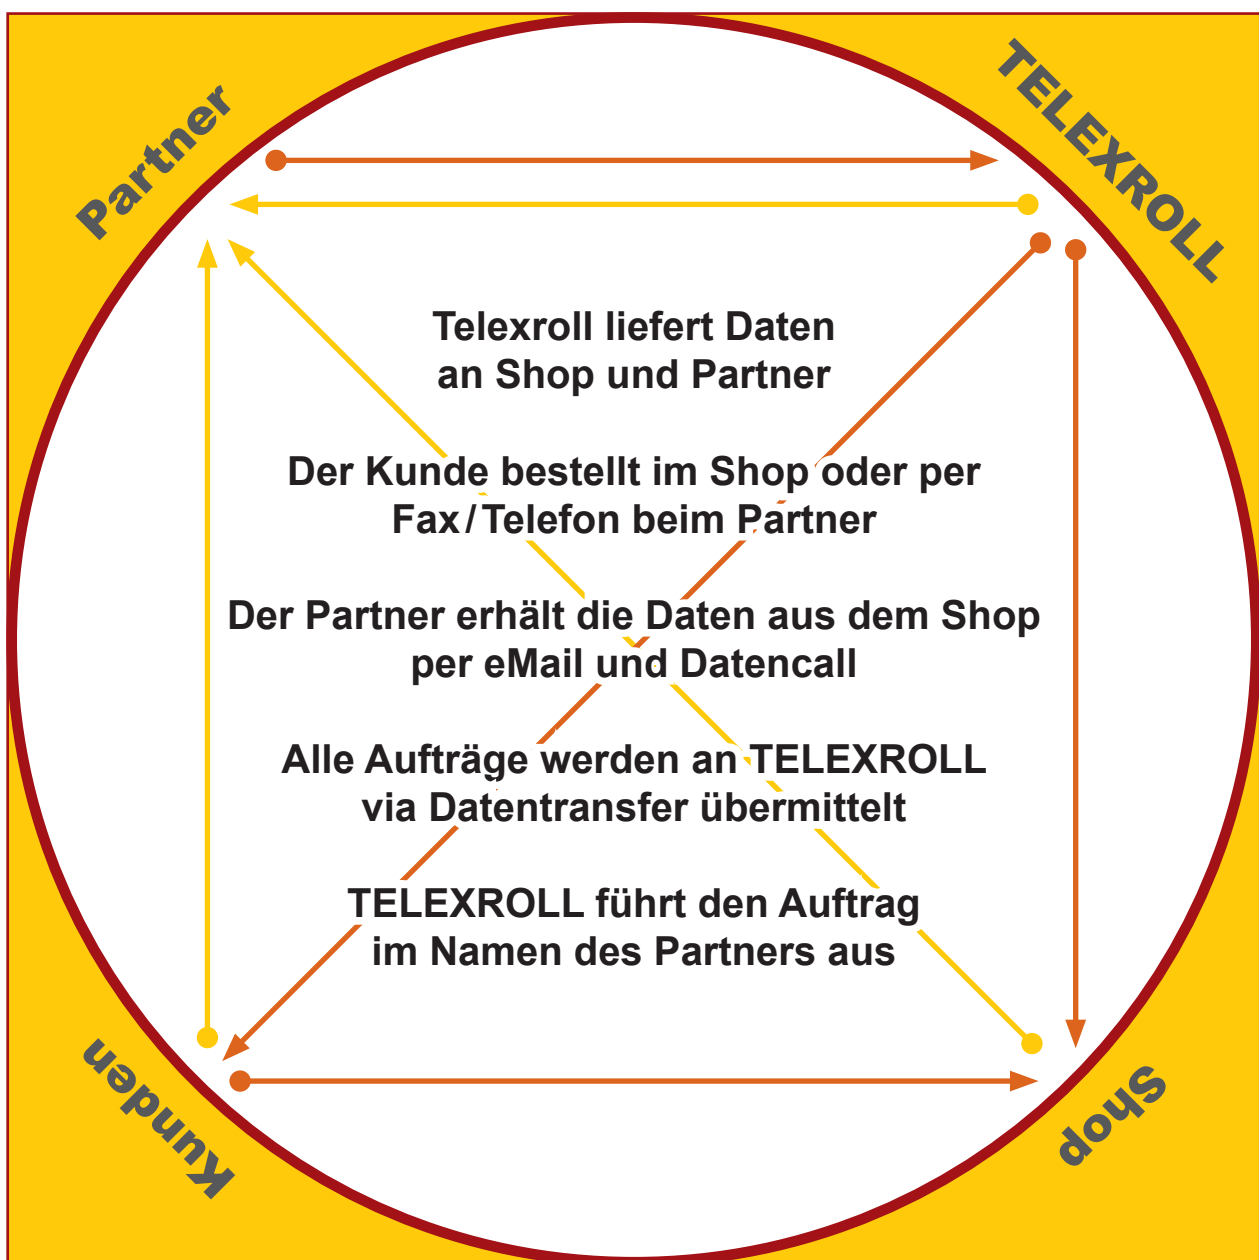 Partner
TELEXROLL
Telexroll liefert Daten
an Shop und Partner
Der Kunde bestellt im Shop oder per
Fax/Telefon beim Partner
Der Partner erhält die Daten aus dem Shop
per eMail und Datencall
Alle Aufträge werden an TELEXROLL
via Datentransfer übermittelt
TELEXROLL führt den Auftrag
im Namen des Partners aus
Kunden
Shop